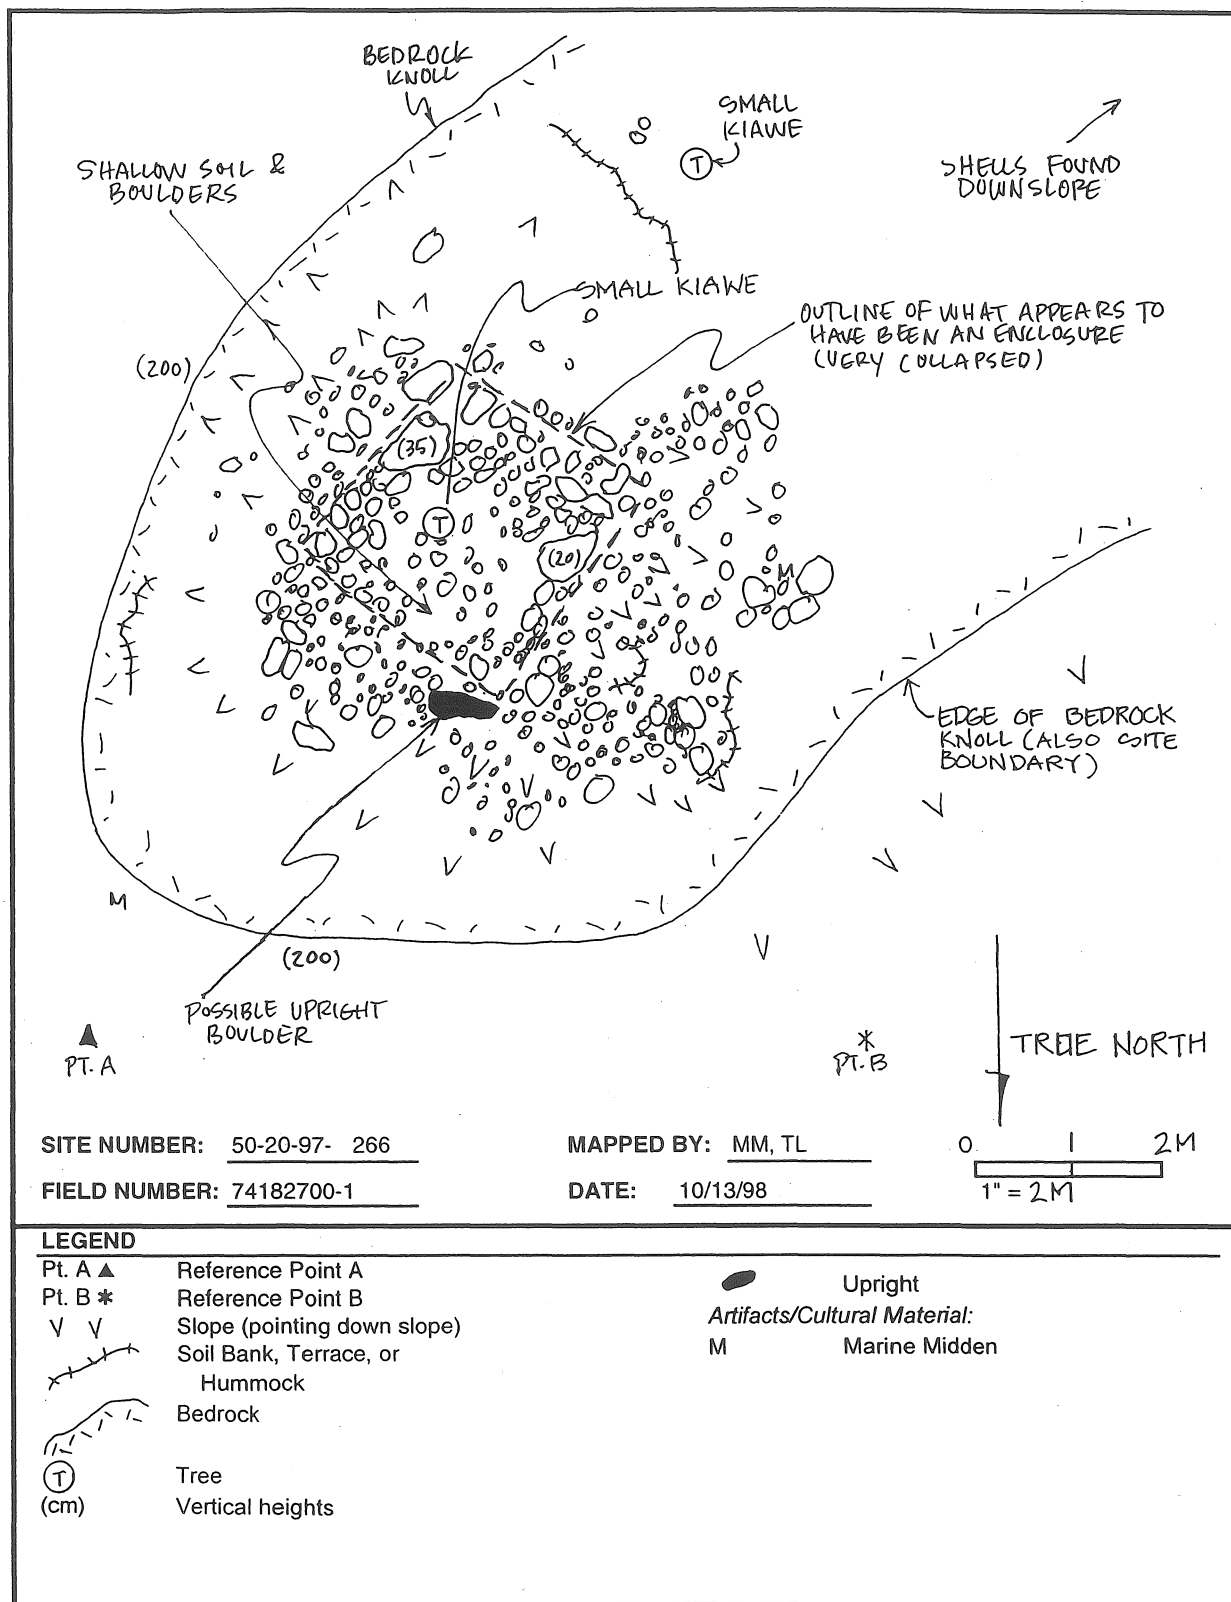 BEDROCK
KNOLL
SMALL
KIAWE
T
SHALLOW SOIL &
BOULDERS
SHELLS FOUND
DOWNSLOPE
SMALL KIAWE
OUTLINE OF WHAT APPEARS TO
HAVE BEEN AN ENCLOSURE
(VERY COLLAPSED)
(200)
(35)
T
(20)
M
EDGE OF BEDROCK
KNOLL (ALSO SITE
BOUNDARY)
M
(200)
POSSIBLE UPRIGHT
BOULDER
PT. A
PT. B
TRUE NORTH
SITE NUMBER: 50-20-97- 266
MAPPED BY: MM, TL
0 1 2M
FIELD NUMBER: 74182700-1
DATE: 10/13/98
1" = 2M
LEGEND
Pt. A Reference Point A
Pt. B Reference Point B
V V Slope (pointing down slope)
Soil Bank, Terrace, or
Hummock
Bedrock
T Tree
(cm) Vertical heights
Upright
Artifacts/Cultural Material:
M Marine Midden